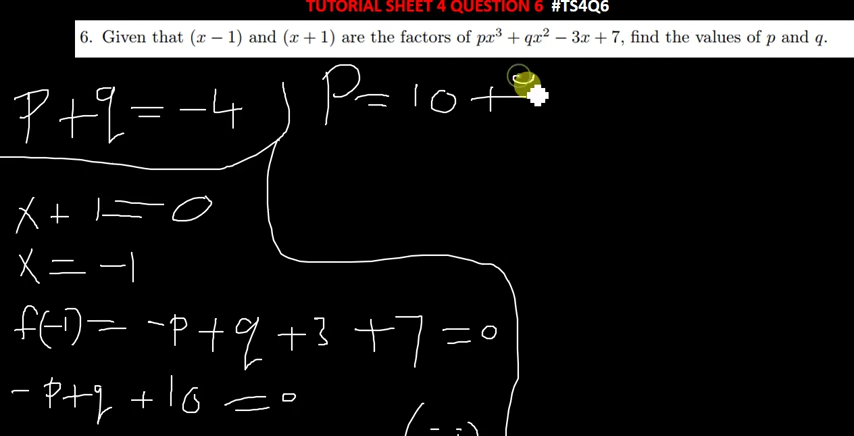 TUTORIAL SHEET 4 QUESTION 6 #TS4Q6
6. Given that (x − 1) and (x + 1) are the factors of px³ + qx² − 3x + 7, find the values of p and q.
p + q = -4
P = 10 +
x + 1 = 0
x = -1
f(-1) = -p + q + 3 + 7 = 0
-p + q + 10 = 0